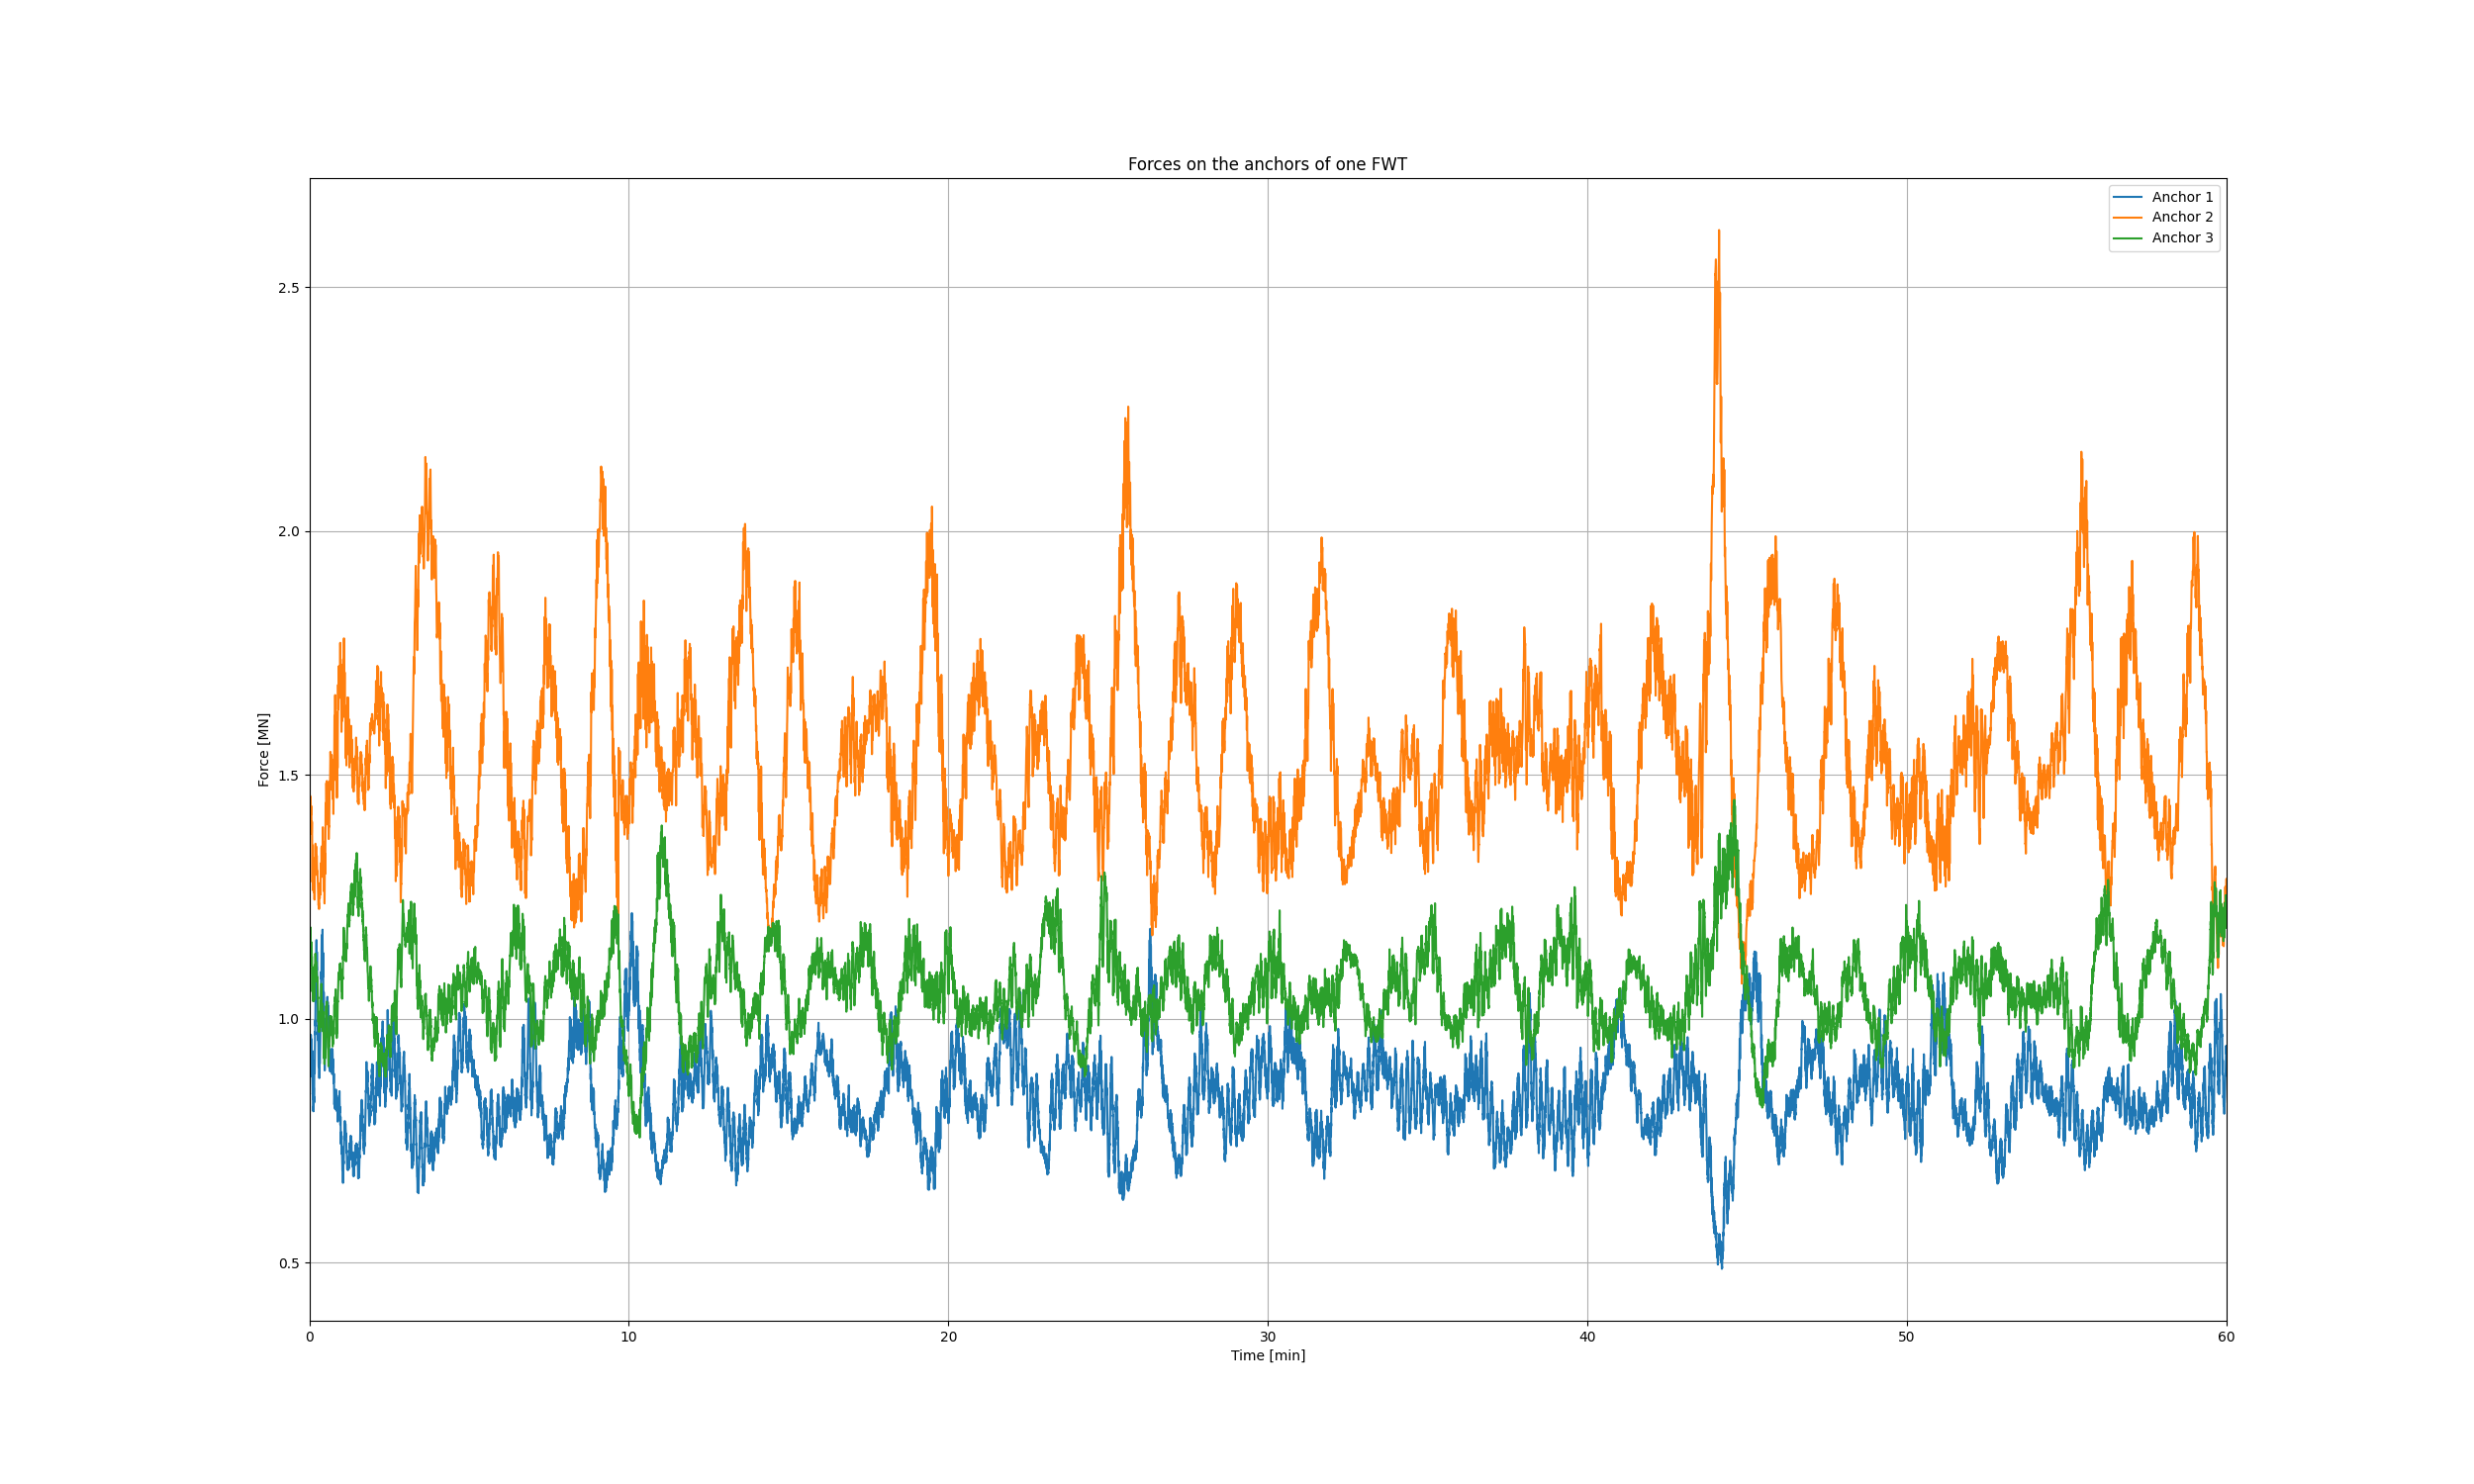 Forces on the anchors of one FWT
Anchor 1
Anchor 2
Anchor 3
Force [MN]
2.5
2.0
1.5
1.0
0.5
0 10 20 30 40 50 60
Time [min]